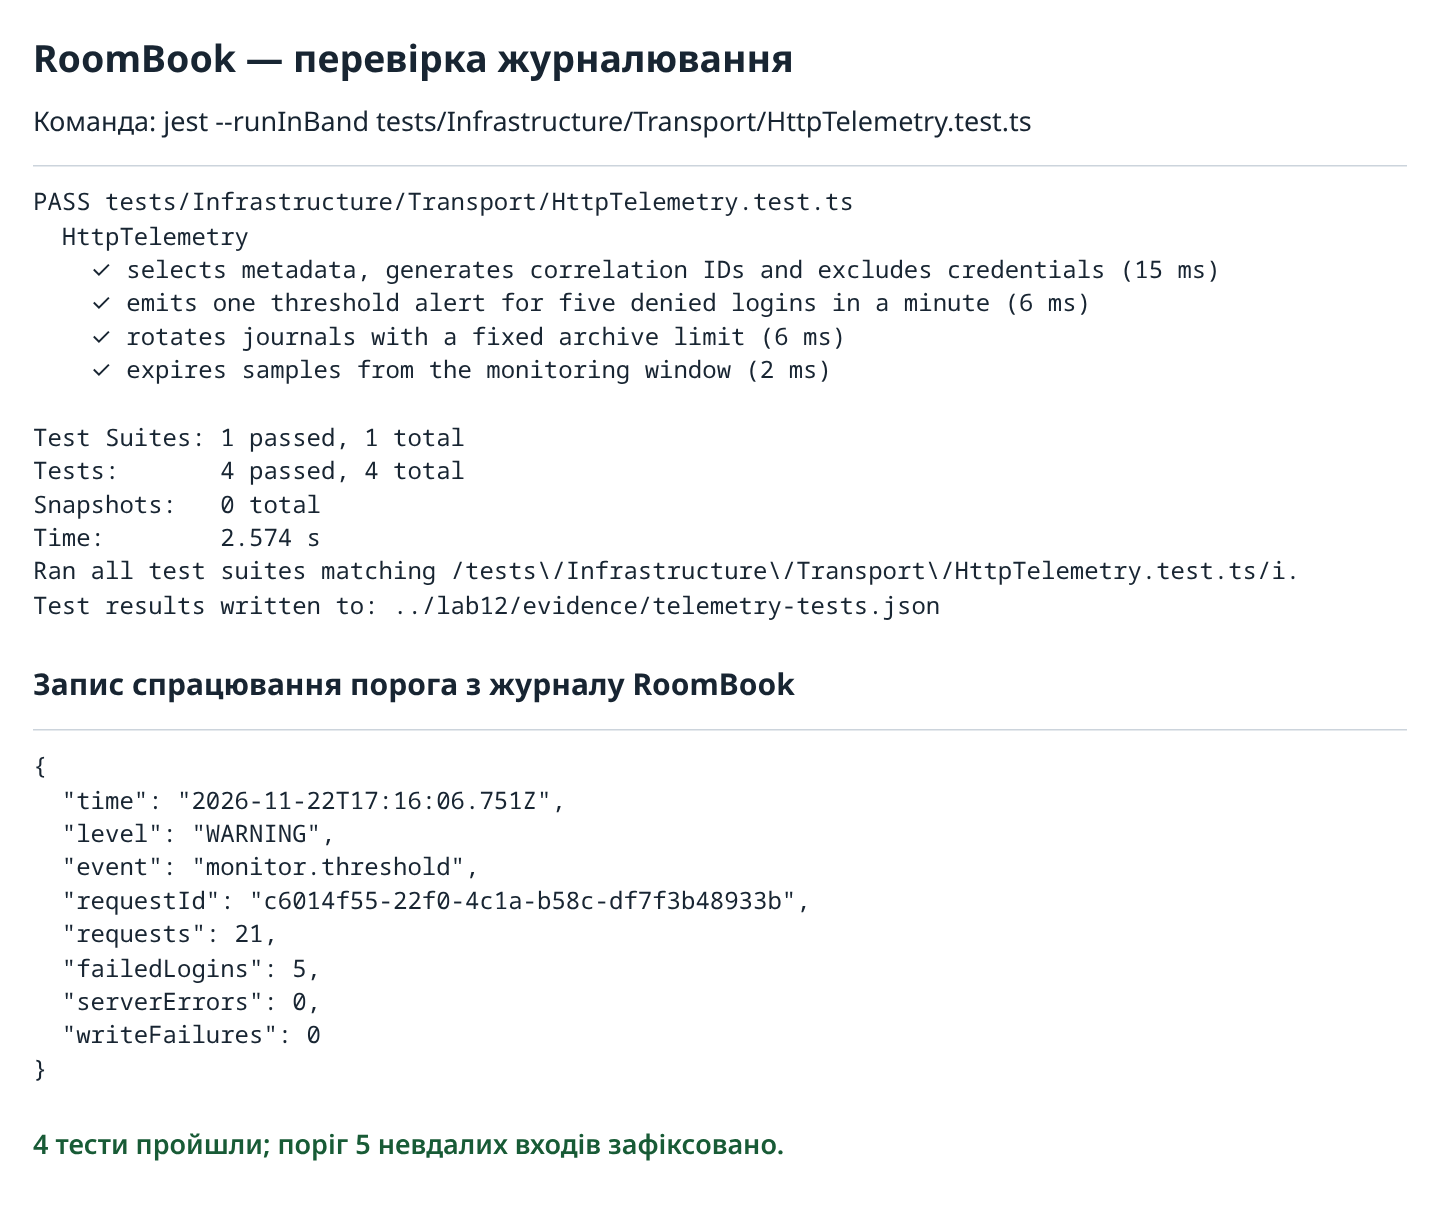 RoomBook — перевірка журналювання
Команда: jest --runInBand tests/Infrastructure/Transport/HttpTelemetry.test.ts
PASS tests/Infrastructure/Transport/HttpTelemetry.test.ts
  HttpTelemetry
    ✓ selects metadata, generates correlation IDs and excludes credentials (15 ms)
    ✓ emits one threshold alert for five denied logins in a minute (6 ms)
    ✓ rotates journals with a fixed archive limit (6 ms)
    ✓ expires samples from the monitoring window (2 ms)
Test Suites: 1 passed, 1 total
Tests:       4 passed, 4 total
Snapshots:   0 total
Time:        2.574 s
Ran all test suites matching /tests\/Infrastructure\/Transport\/HttpTelemetry.test.ts/i.
Test results written to: ../lab12/evidence/telemetry-tests.json
Запис спрацювання порога з журналу RoomBook
{
  "time": "2026-11-22T17:16:06.751Z",
  "level": "WARNING",
  "event": "monitor.threshold",
  "requestId": "c6014f55-22f0-4c1a-b58c-df7f3b48933b",
  "requests": 21,
  "failedLogins": 5,
  "serverErrors": 0,
  "writeFailures": 0
}
4 тести пройшли; поріг 5 невдалих входів зафіксовано.